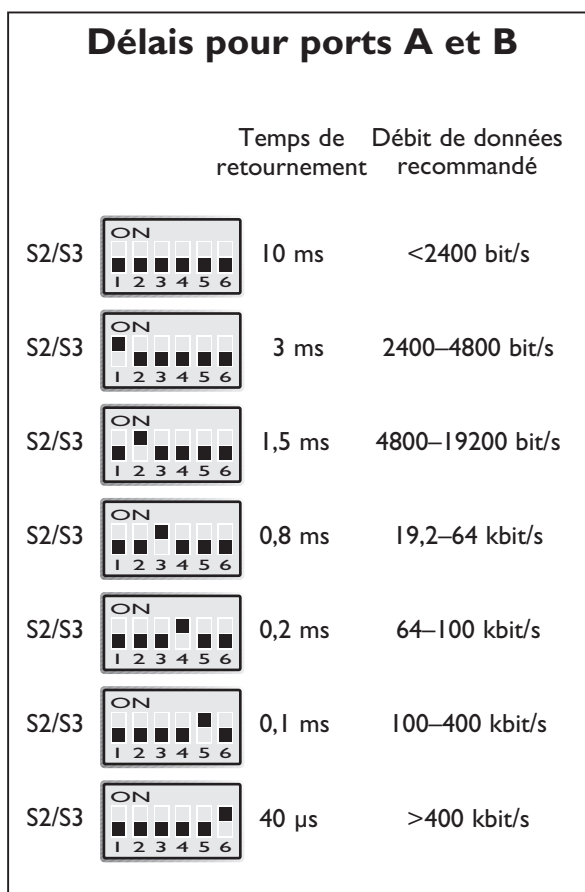 Délais pour ports A et B
Temps de retournement
Débit de données recommandé
S2/S3
ON
1 2 3 4 5 6
10 ms
<2400 bit/s
S2/S3
ON
1 2 3 4 5 6
3 ms
2400–4800 bit/s
S2/S3
ON
1 2 3 4 5 6
1,5 ms
4800–19200 bit/s
S2/S3
ON
1 2 3 4 5 6
0,8 ms
19,2–64 kbit/s
S2/S3
ON
1 2 3 4 5 6
0,2 ms
64–100 kbit/s
S2/S3
ON
1 2 3 4 5 6
0,1 ms
100–400 kbit/s
S2/S3
ON
1 2 3 4 5 6
40 µs
>400 kbit/s